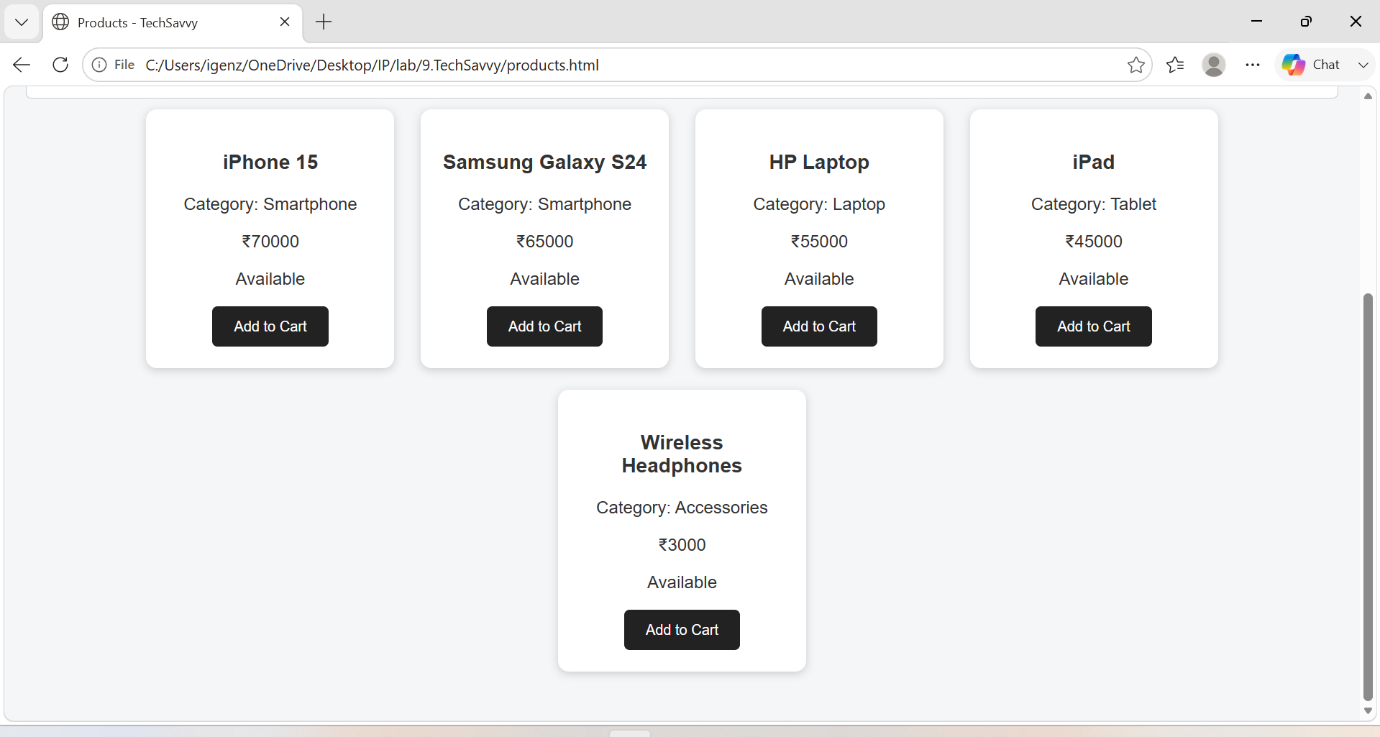 Products - TechSavvy
File C:/Users/igenz/OneDrive/Desktop/IP/lab/9.TechSavvy/products.html
Chat
iPhone 15
Category: Smartphone
₹70000
Available
Add to Cart
Samsung Galaxy S24
Category: Smartphone
₹65000
Available
Add to Cart
HP Laptop
Category: Laptop
₹55000
Available
Add to Cart
iPad
Category: Tablet
₹45000
Available
Add to Cart
Wireless
Headphones
Category: Accessories
₹3000
Available
Add to Cart